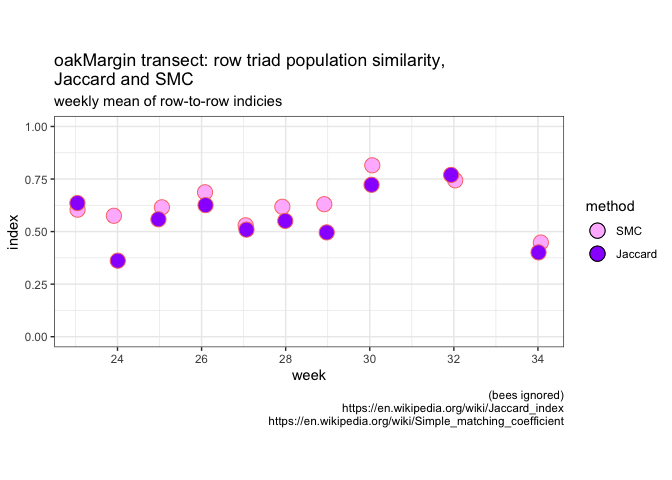 oakMargin transect: row triad population similarity,
Jaccard and SMC
weekly mean of row-to-row indicies
1.00
0.75
0.50
0.25
0.00
index
24 26 28 30 32 34
week
method
SMC
Jaccard
(bees ignored)
https://en.wikipedia.org/wiki/Jaccard_index
https://en.wikipedia.org/wiki/Simple_matching_coefficient